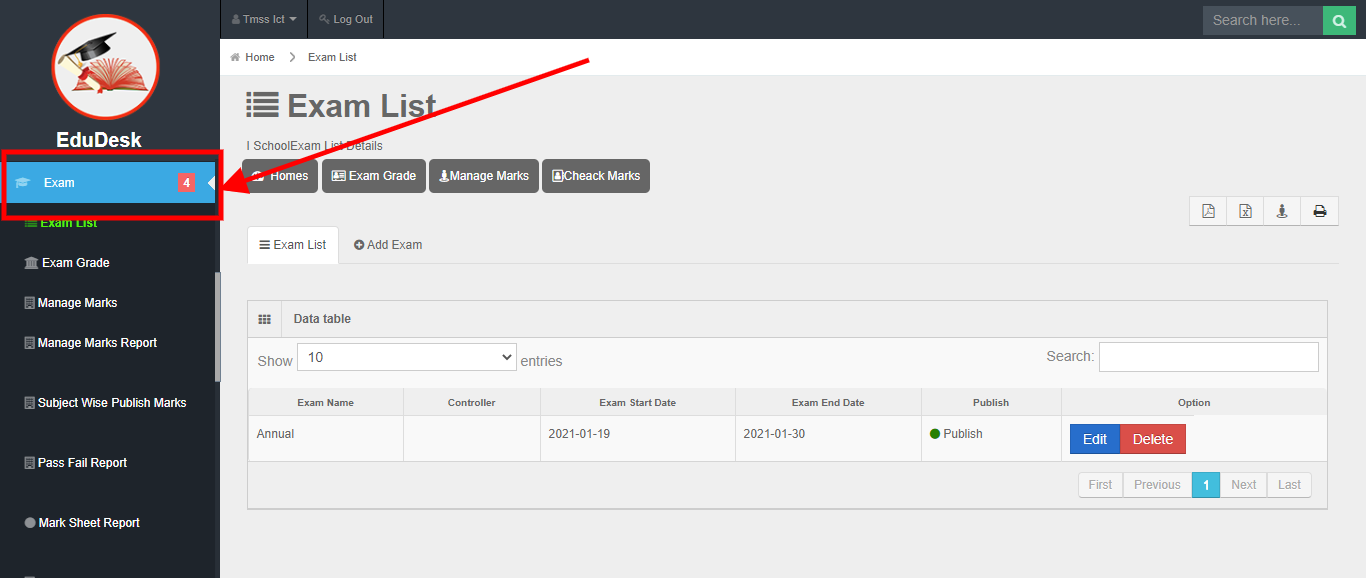 Tmss Ict
Log Out
Search here...
EduDesk
Home
Exam List
Exam List
I SchoolExam List Details
Homes
Exam Grade
Manage Marks
Cheack Marks
Exam
4
Exam List
Exam Grade
Manage Marks
Manage Marks Report
Subject Wise Publish Marks
Pass Fail Report
Mark Sheet Report
Exam List
Add Exam
Data table
Show 10 entries
Search:
Exam Name Controller Exam Start Date Exam End Date Publish Option
Annual 2021-01-19 2021-01-30 Publish Edit Delete
First Previous 1 Next Last